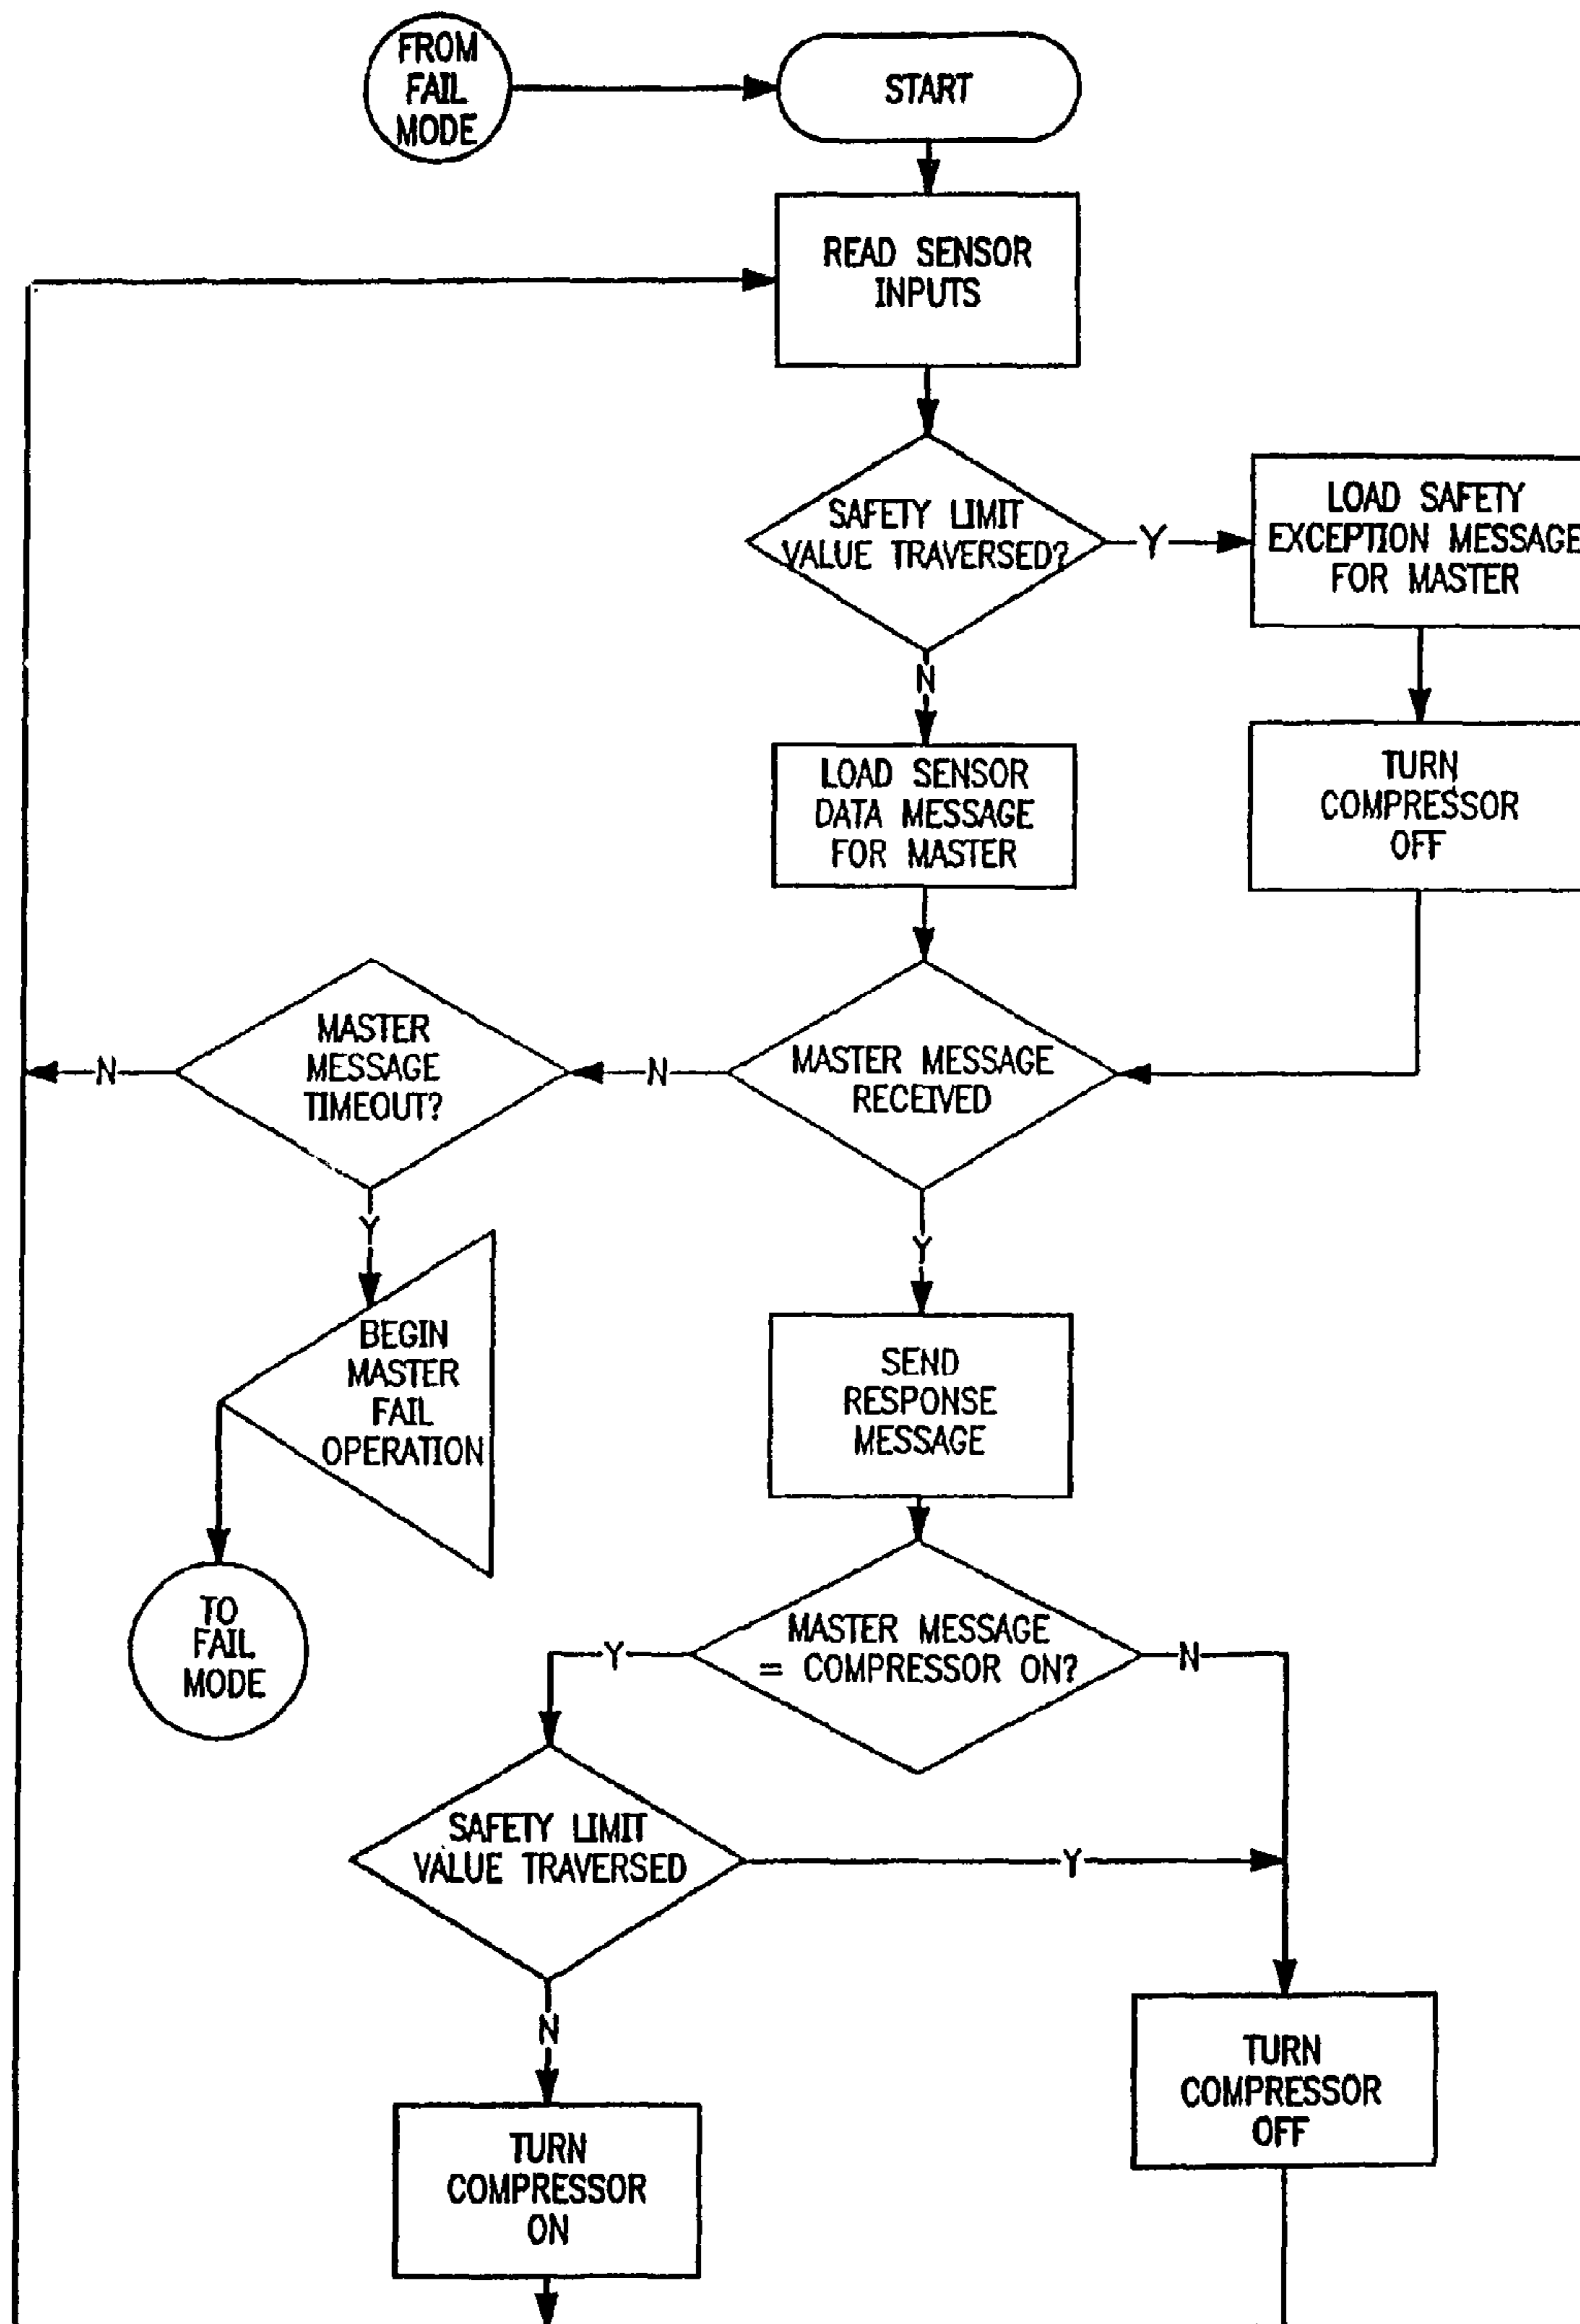 FROM
FAIL
MODE
START
READ SENSOR
INPUTS
SAFETY LIMIT
VALUE TRAVERSED?
Y
LOAD SAFETY
EXCEPTION MESSAGE
FOR MASTER
N
TURN
COMPRESSOR
OFF
LOAD SENSOR
DATA MESSAGE
FOR MASTER
MASTER MESSAGE
RECEIVED
N
MASTER
MESSAGE
TIMEOUT?
N
Y
Y
BEGIN
MASTER
FAIL
OPERATION
SEND
RESPONSE
MESSAGE
TO
FAIL
MODE
MASTER MESSAGE
= COMPRESSOR ON?
Y
N
SAFETY LIMIT
VALUE TRAVERSED
Y
N
TURN
COMPRESSOR
OFF
TURN
COMPRESSOR
ON